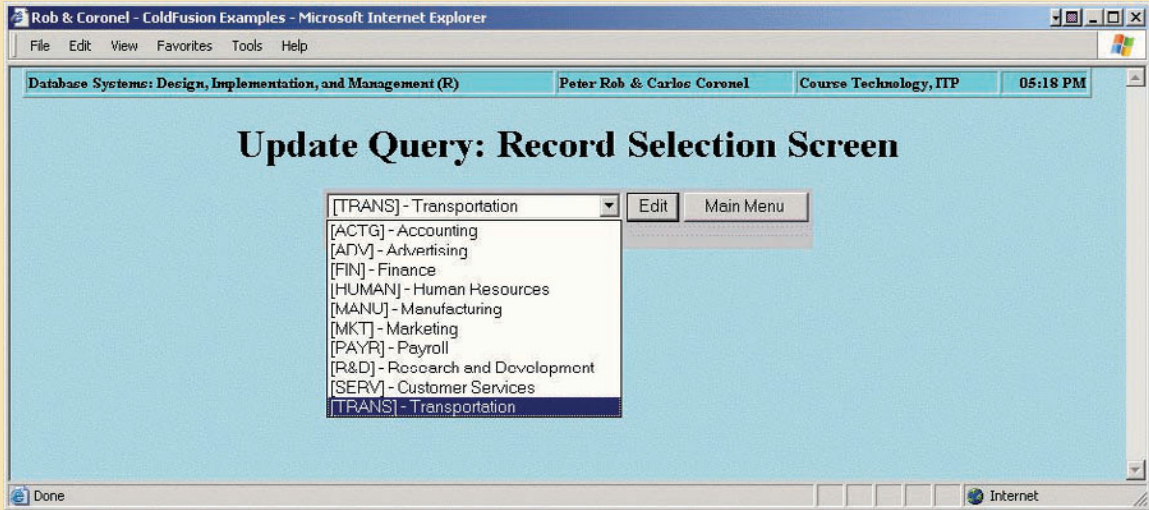 Rob & Coronel - ColdFusion Examples - Microsoft Internet Explorer
File Edit View Favorites Tools Help
Database Systems: Design, Implementation, and Management (R) Peter Rob & Carlos Coronel Course Technology, ITP 05:18 PM
Update Query: Record Selection Screen
[TRANS] - Transportation Edit Main Menu
[ACTG] - Accounting
[ADV] - Advertising
[FIN] - Finance
[HUMAN] - Human Resources
[MANU] - Manufacturing
[MKT] - Marketing
[PAYR] - Payroll
[R&D] - Research and Development
[SERV] - Customer Services
[TRANS] - Transportation
Done Internet